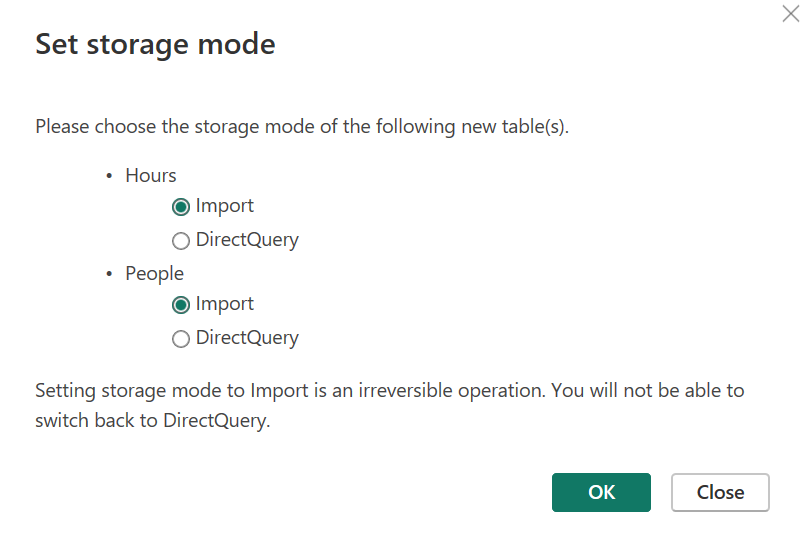 Set storage mode
Please choose the storage mode of the following new table(s).
• Hours
Import
DirectQuery
• People
Import
DirectQuery
Setting storage mode to Import is an irreversible operation. You will not be able to
switch back to DirectQuery.
OK Close